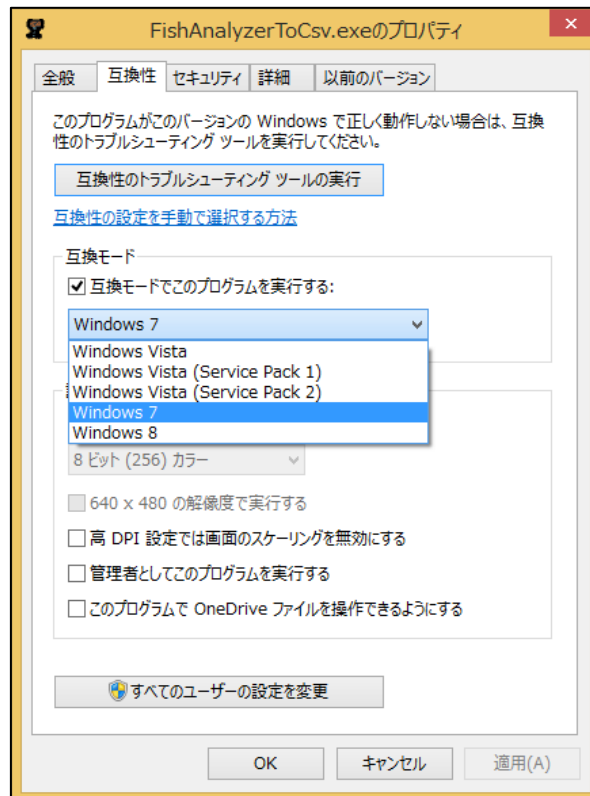 FishAnalyzerToCsv.exeのプロパティ
全般 互換性 セキュリティ 詳細 以前のバージョン
このプログラムがこのバージョンの Windows で正しく動作しない場合は、互換
性のトラブルシューティング ツールを実行してください。
互換性のトラブルシューティング ツールの実行
互換性の設定を手動で選択する方法
互換モード
互換モードでこのプログラムを実行する:
Windows 7
Windows Vista
Windows Vista (Service Pack 1)
Windows Vista (Service Pack 2)
Windows 7
Windows 8
8 ビット (256) カラー
640 x 480 の解像度で実行する
高 DPI 設定では画面のスケーリングを無効にする
管理者としてこのプログラムを実行する
このプログラムで OneDrive ファイルを操作できるようにする
すべてのユーザーの設定を変更
OK キャンセル 適用(A)